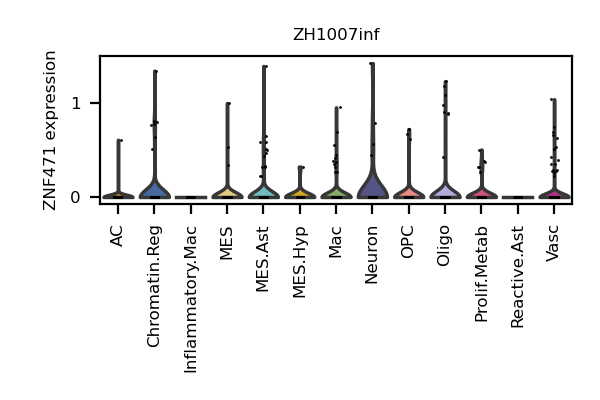 ZH1007inf
ZNF471 expression
1
0
AC
Chromatin.Reg
Inflammatory.Mac
MES
MES.Ast
MES.Hyp
Mac
Neuron
OPC
Oligo
Prolif.Metab
Reactive.Ast
Vasc